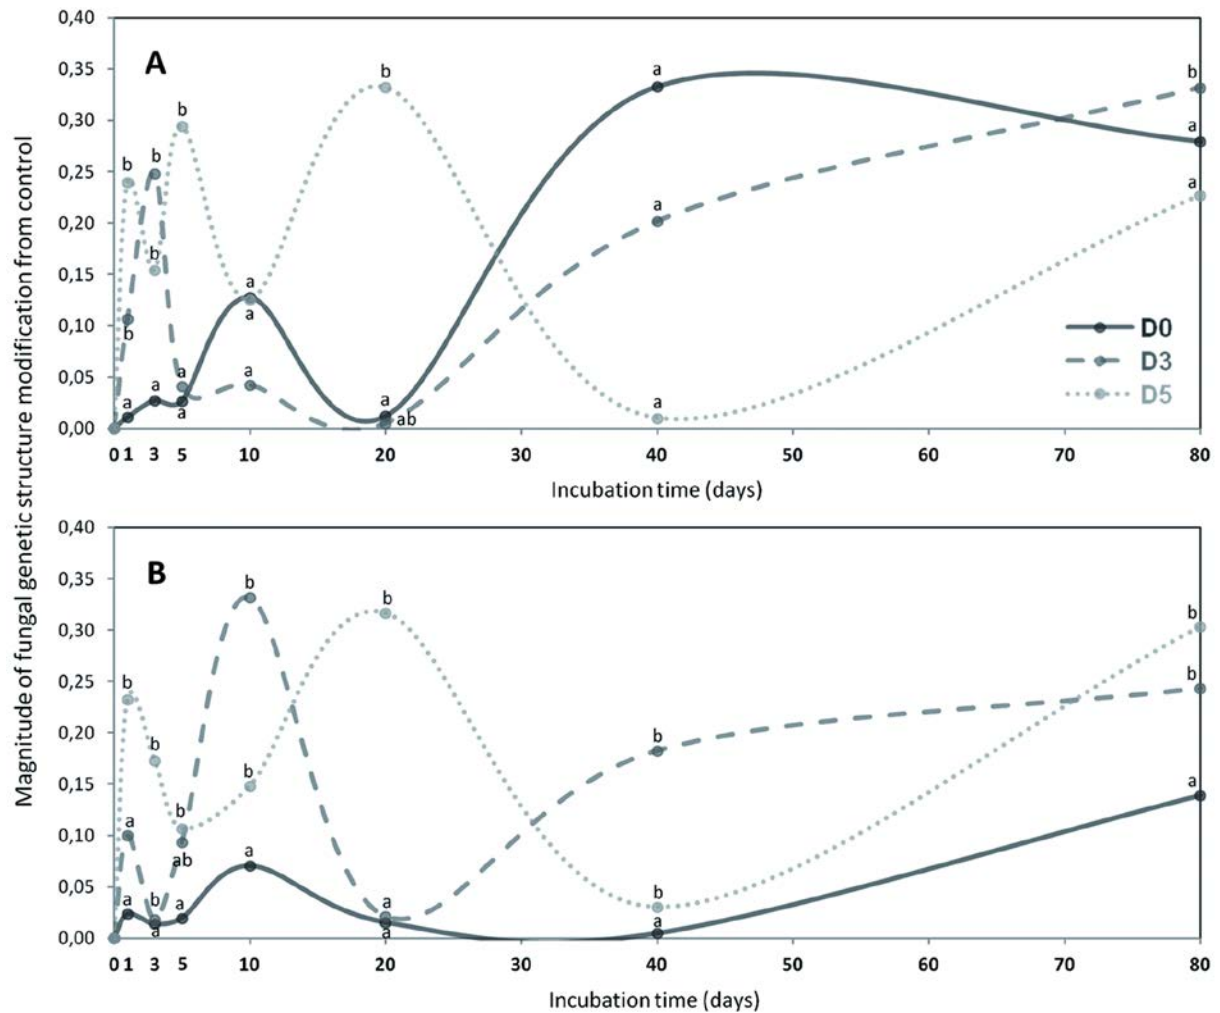 Magnitude of fungal genetic structure modification from control
A
0,40
0,35
0,30
0,25
0,20
0,15
0,10
0,05
0,00
b
b
b
b
b
b
a
a
a
a
a
a
a
a
b
ab
a
a
a
b
a
a
D0
D3
D5
0 1 3 5 10 20 30 40 50 60 70 80
Incubation time (days)
B
0,40
0,35
0,30
0,25
0,20
0,15
0,10
0,05
0,00
b
a
a
b
b
a
b
ab
a
b
b
a
b
a
a
b
b
a
b
b
a
0 1 3 5 10 20 30 40 50 60 70 80
Incubation time (days)